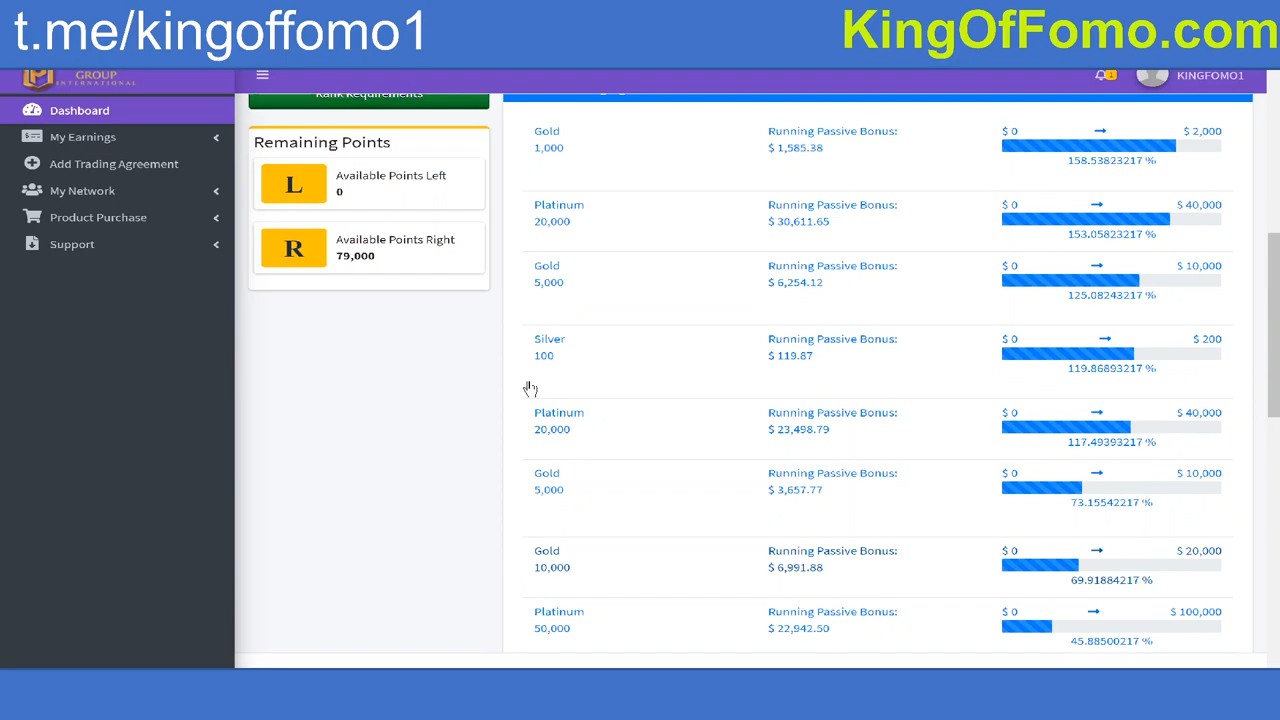 t.me/kingoffomo1
KingOfFomo.com
GROUP
INTERNATIONAL
KINGFOMO1
1
Dashboard
My Earnings
Add Trading Agreement
My Network
Product Purchase
Support
Rank Requirements
Remaining Points
L
Available Points Left
0
R
Available Points Right
79,000
Gold
1,000
Running Passive Bonus:
$ 1,585.38
$ 0 → $ 2,000
158.53823217 %
Platinum
20,000
Running Passive Bonus:
$ 30,611.65
$ 0 → $ 40,000
153.05823217 %
Gold
5,000
Running Passive Bonus:
$ 6,254.12
$ 0 → $ 10,000
125.08243217 %
Silver
100
Running Passive Bonus:
$ 119.87
$ 0 → $ 200
119.86893217 %
Platinum
20,000
Running Passive Bonus:
$ 23,498.79
$ 0 → $ 40,000
117.49393217 %
Gold
5,000
Running Passive Bonus:
$ 3,657.77
$ 0 → $ 10,000
73.15542217 %
Gold
10,000
Running Passive Bonus:
$ 6,991.88
$ 0 → $ 20,000
69.91884217 %
Platinum
50,000
Running Passive Bonus:
$ 22,942.50
$ 0 → $ 100,000
45.88500217 %